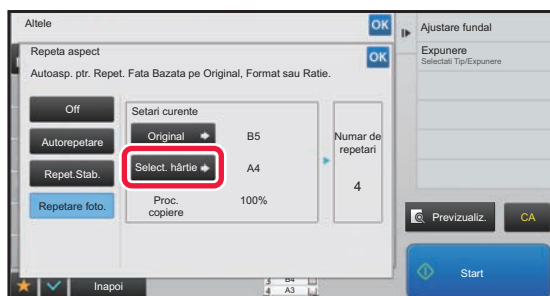 Altele
OK
Repeta aspect
OK
Autoasp. ptr. Repet. Fata Bazata pe Original, Format sau Ratie.
Off
Autorepetare
Repet.Stab.
Repetare foto.
Setari curente
Original
B5
Select. hârtie
A4
Proc.
copiere
100%
Numar de
repetari
4
Ajustare fundal
Expunere
Selectati Tip/Expunere
Previzualiz.
CA
Start
Inapoi
3 B4
4 A3